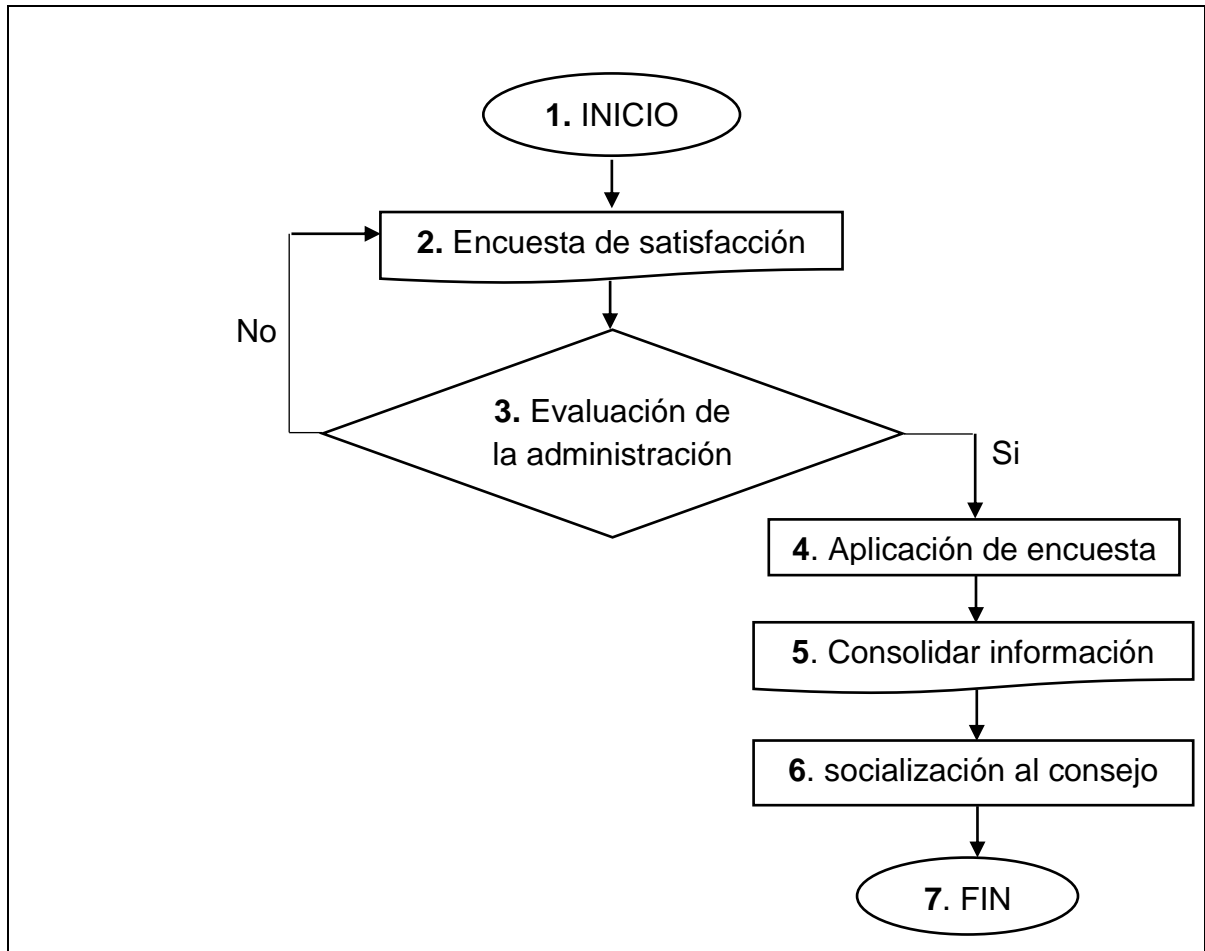 1. INICIO
2. Encuesta de satisfacción
No
3. Evaluación de
la administración
Si
4. Aplicación de encuesta
5. Consolidar información
6. socialización al consejo
7. FIN